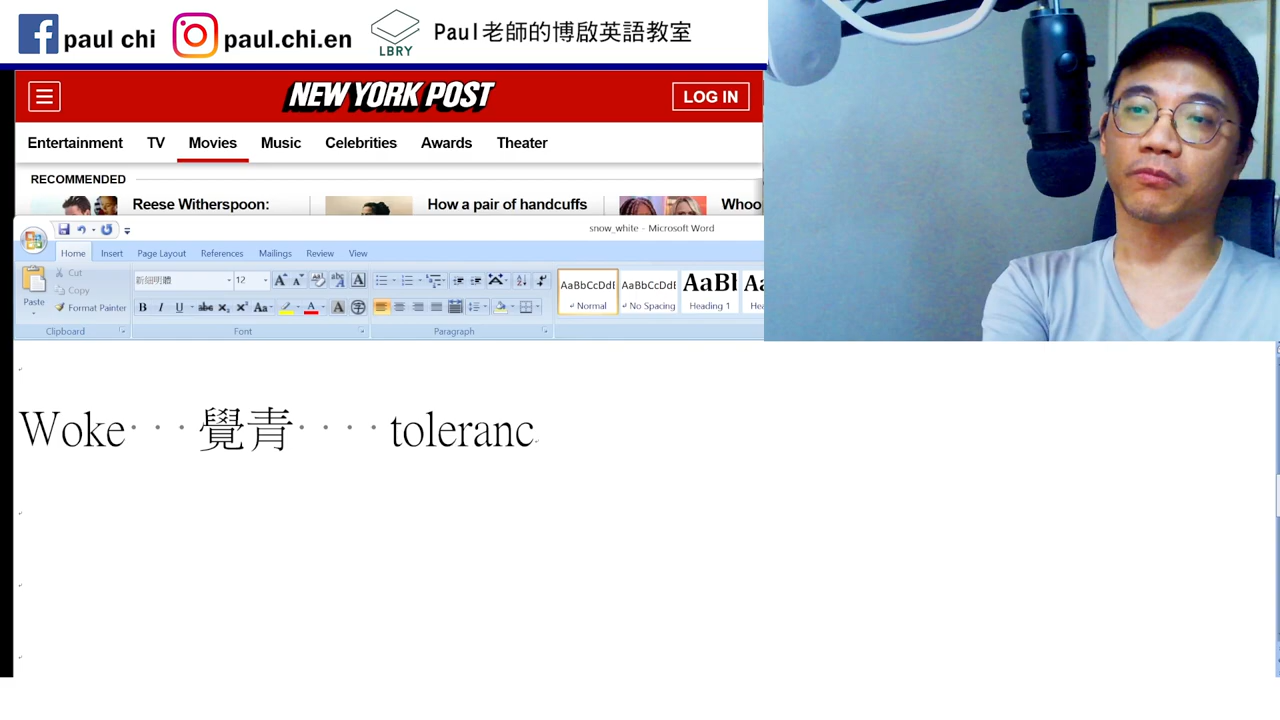 paul chi
paul.chi.en
LBRY
Paul老師的博啟英語教室
NEW YORK POST
LOG IN
Entertainment TV Movies Music Celebrities Awards Theater
RECOMMENDED
Reese Witherspoon:
How a pair of handcuffs
Whoo
snow_white - Microsoft Word
Home Insert Page Layout References Mailings Review View
Paste
Cut
Copy
Format Painter
Clipboard
新細明體 12
Font
Paragraph
AaBbCcDdE
Normal
AaBbCcDdE
No Spacing
AaBbC
Heading 1
Aa
He
Woke 覺青 toleranc